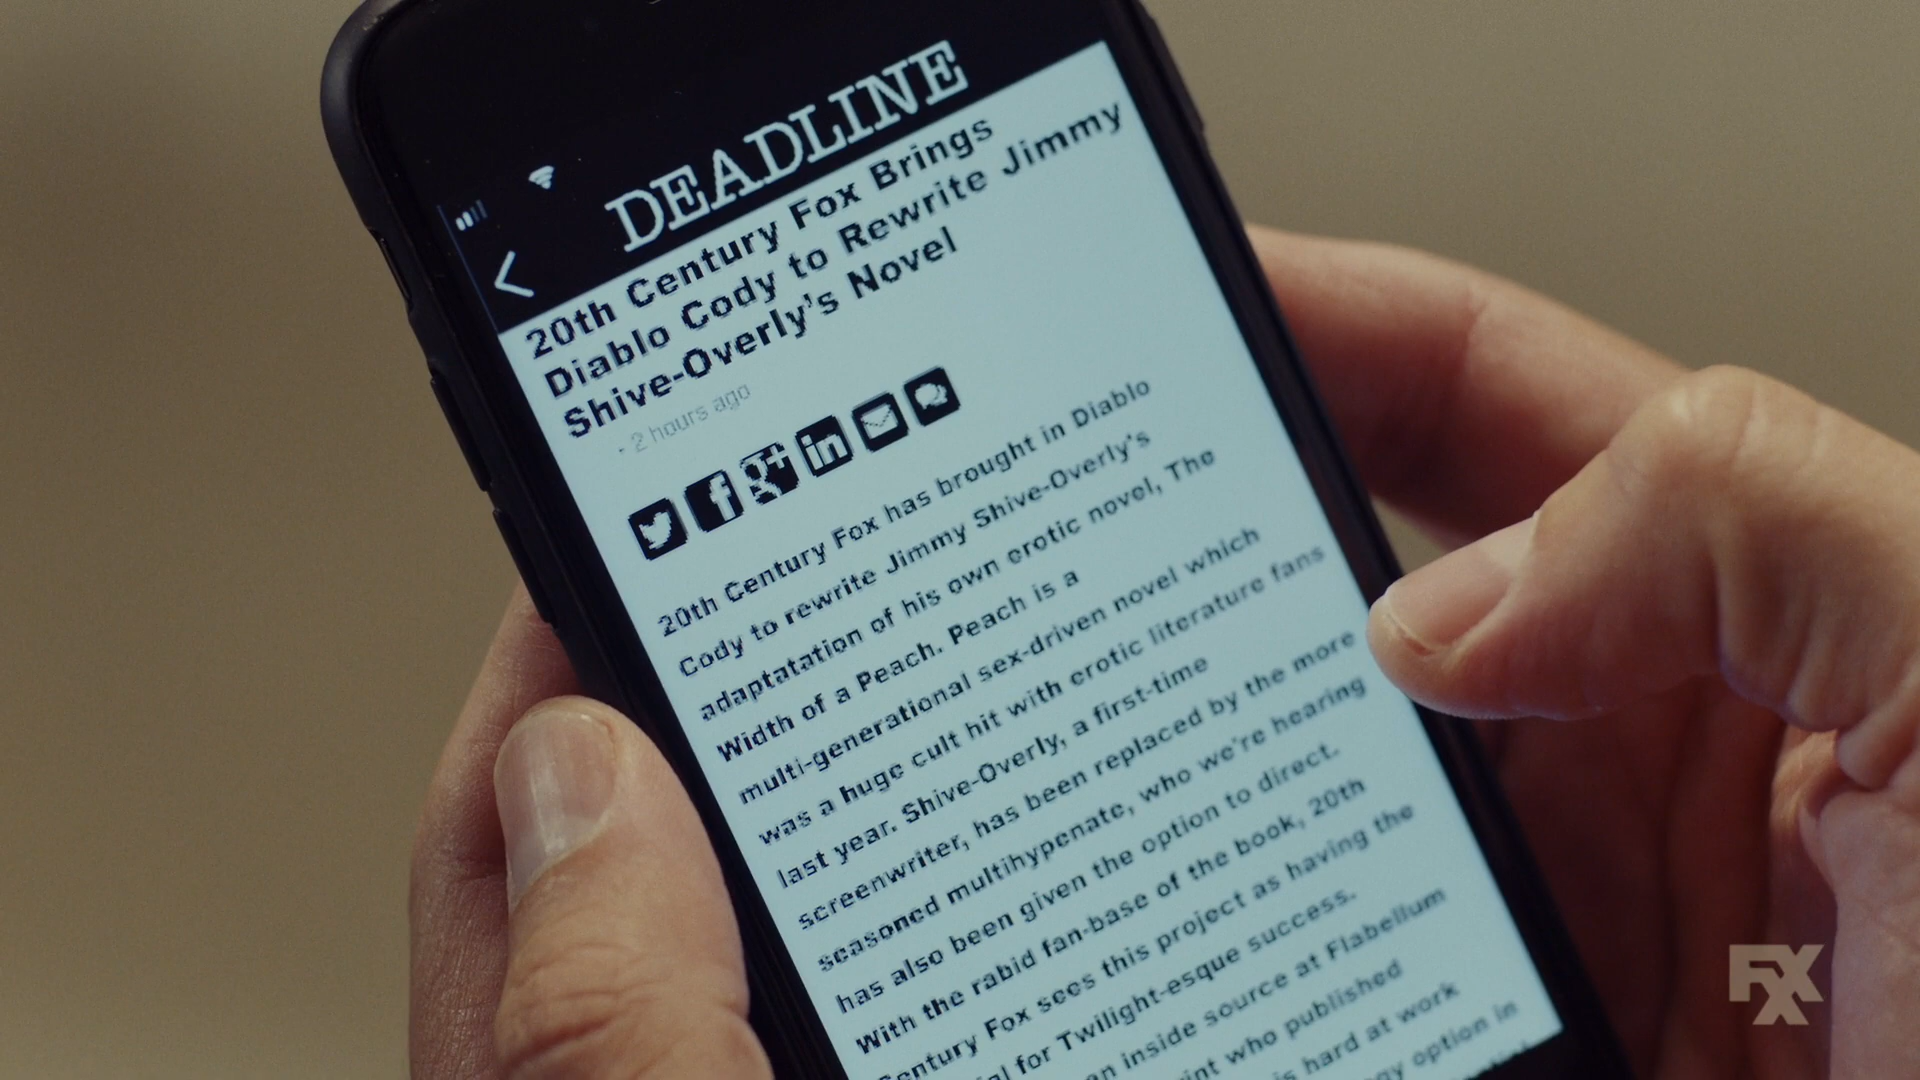 DEADLINE
20th Century Fox Brings
Diablo Cody to Rewrite Jimmy
Shive-Overly's Novel
- 2 hours ago
20th Century Fox has brought in Diablo
Cody to rewrite Jimmy Shive-Overly's
adaptatation of his own erotic novel, The
Width of a Peach. Peach is a
multi-generational sex-driven novel which
was a huge cult hit with erotic literature fans
last year. Shive-Overly, a first-time
screenwriter, has been replaced by the more
seasoned multihypenate, who we're hearing
has also been given the option to direct.
With the rabid fan-base of the book, 20th
Century Fox sees this project as having the
for Twilight-esque success.
an inside source at Flabellum
who published
is hard at work
option in
FXX